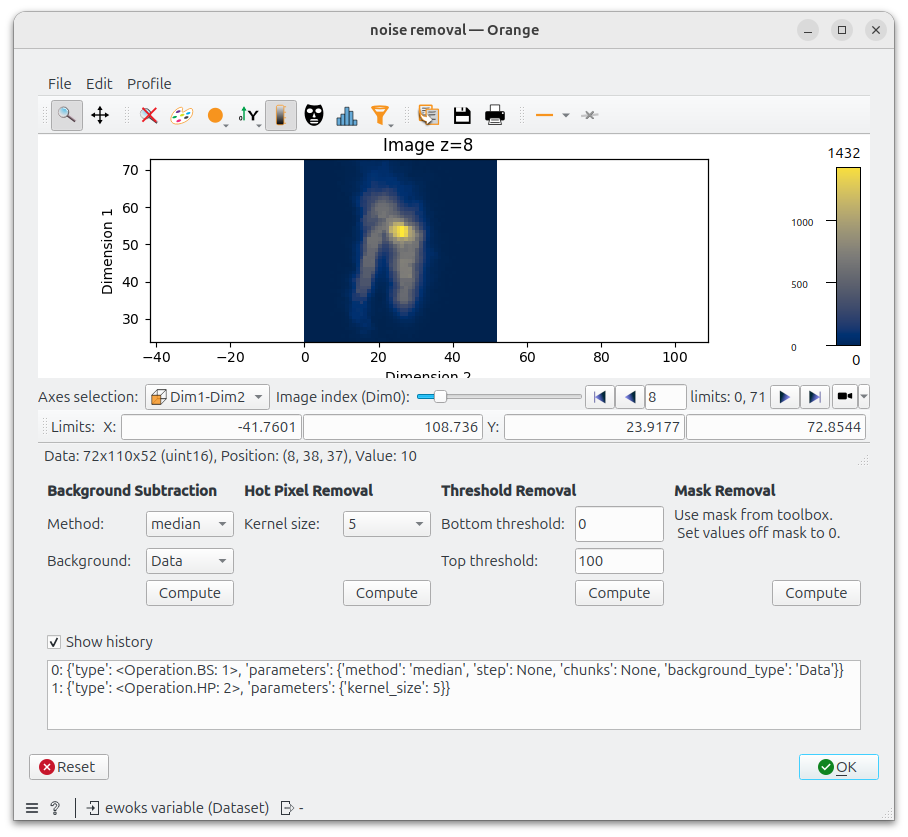 noise removal — Orange
File Edit Profile
Image z=8
1432
70
60
50
40
30
Dimension 1
1000
500
0
0
−40 −20 0 20 40 60 80 100
Dimension 2
Axes selection: Dim1-Dim2 Image index (Dim0): 8 limits: 0, 71
Limits: X: -41.7601 108.736 Y: 23.9177 72.8544
Data: 72x110x52 (uint16), Position: (8, 38, 37), Value: 10
Background Subtraction Hot Pixel Removal Threshold Removal Mask Removal
Method: median Kernel size: 5 Bottom threshold: 0 Use mask from toolbox.
Set values off mask to 0.
Background: Data Top threshold: 100
Compute Compute Compute Compute
Show history
0: {'type': <Operation.BS: 1>, 'parameters': {'method': 'median', 'step': None, 'chunks': None, 'background_type': 'Data'}}
1: {'type': <Operation.HP: 2>, 'parameters': {'kernel_size': 5}}
Reset OK
? ewoks variable (Dataset) -